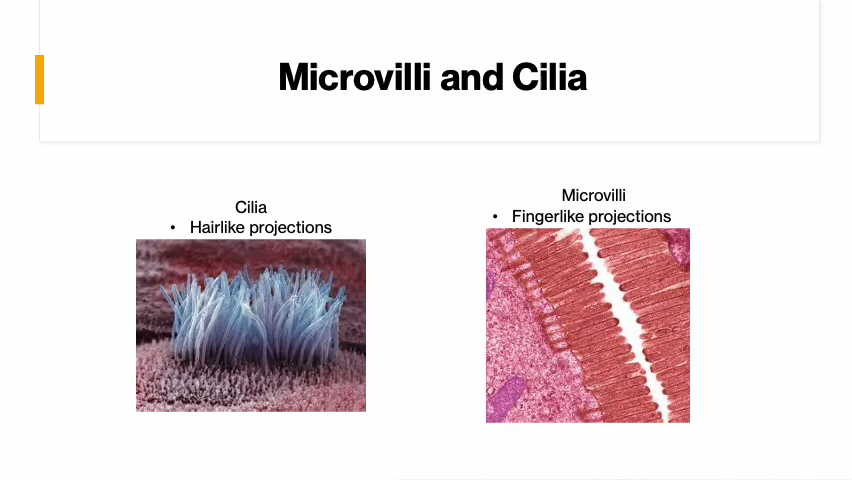 Microvilli and Cilia
Cilia
• Hairlike projections
Microvilli
• Fingerlike projections